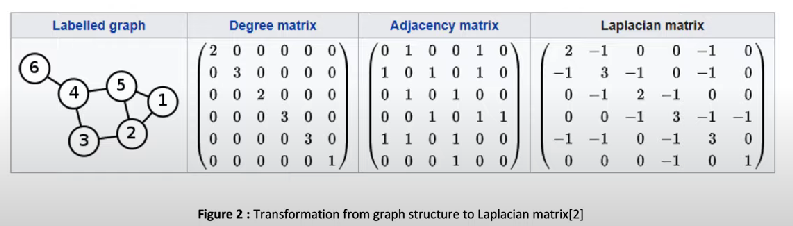 Labelled graph Degree matrix Adjacency matrix Laplacian matrix
6 4 5 1 3 2
2 0 0 0 0 0 0 1 0 0 1 0 2 −1 0 0 −1 0
0 3 0 0 0 0 1 0 1 0 1 0 −1 3 −1 0 −1 0
0 0 2 0 0 0 0 1 0 1 0 0 0 −1 2 −1 0 0
0 0 0 3 0 0 0 0 1 0 1 1 0 0 −1 3 −1 −1
0 0 0 0 3 0 1 1 0 1 0 0 −1 −1 0 −1 3 0
0 0 0 0 0 1 0 0 0 1 0 0 0 0 0 −1 0 1
Figure 2 : Transformation from graph structure to Laplacian matrix[2]